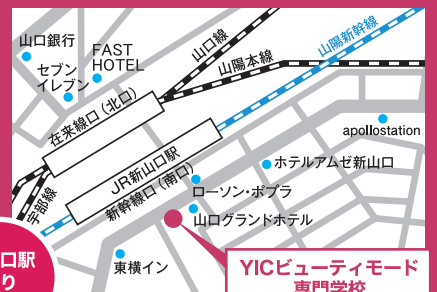 山口銀行
FAST
HOTEL
セブン
イレブン
山口線
山陽本線
山陽新幹線
在来線口（北口）
apollostation
JR新山口駅
新幹線口（南口）
ホテルアムゼ新山口
ローソン・ポプラ
山口グランドホテル
宇部線
口駅
り
東横イン
YICビューティモード
専門学校